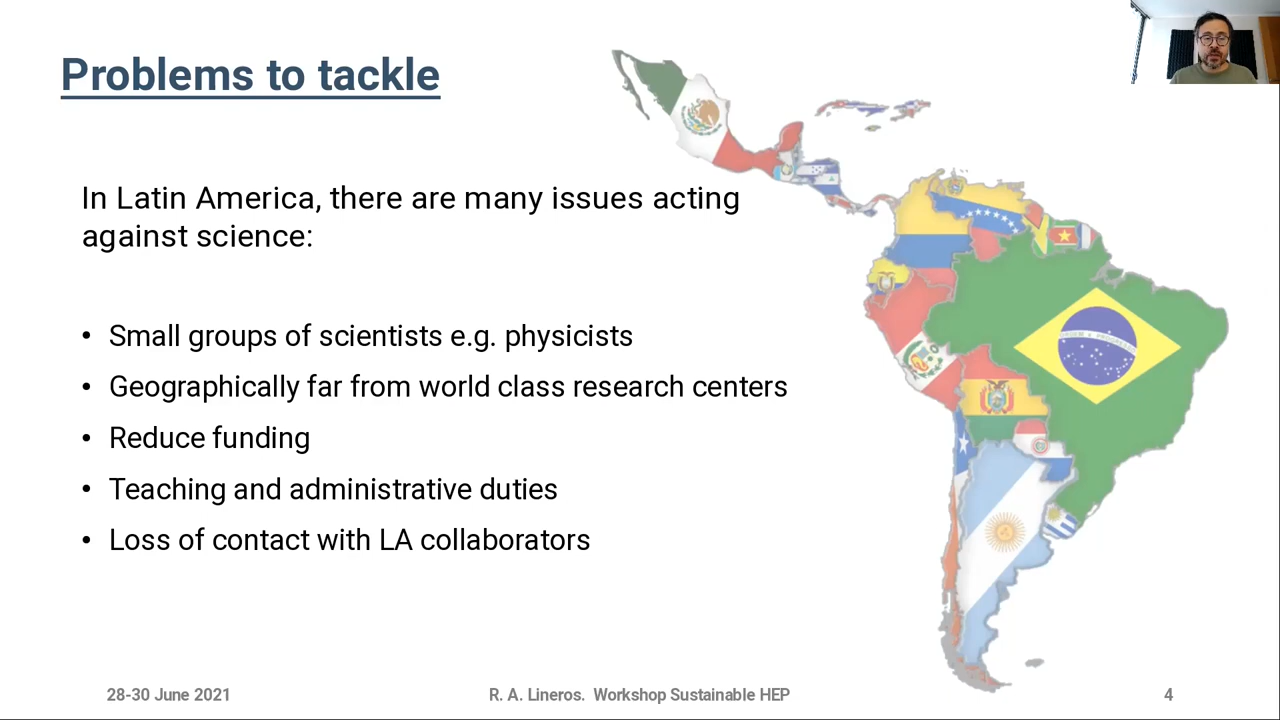 Problems to tackle
In Latin America, there are many issues acting
against science:
• Small groups of scientists e.g. physicists
• Geographically far from world class research centers
• Reduce funding
• Teaching and administrative duties
• Loss of contact with LA collaborators
28-30 June 2021
R. A. Lineros. Workshop Sustainable HEP
4